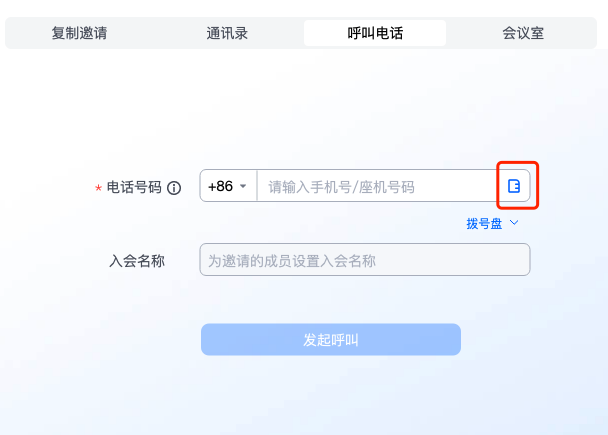 复制邀请 通讯录 呼叫电话 会议室
* 电话号码 +86 请输入手机号/座机号码
拨号盘
入会名称 为邀请的成员设置入会名称
发起呼叫